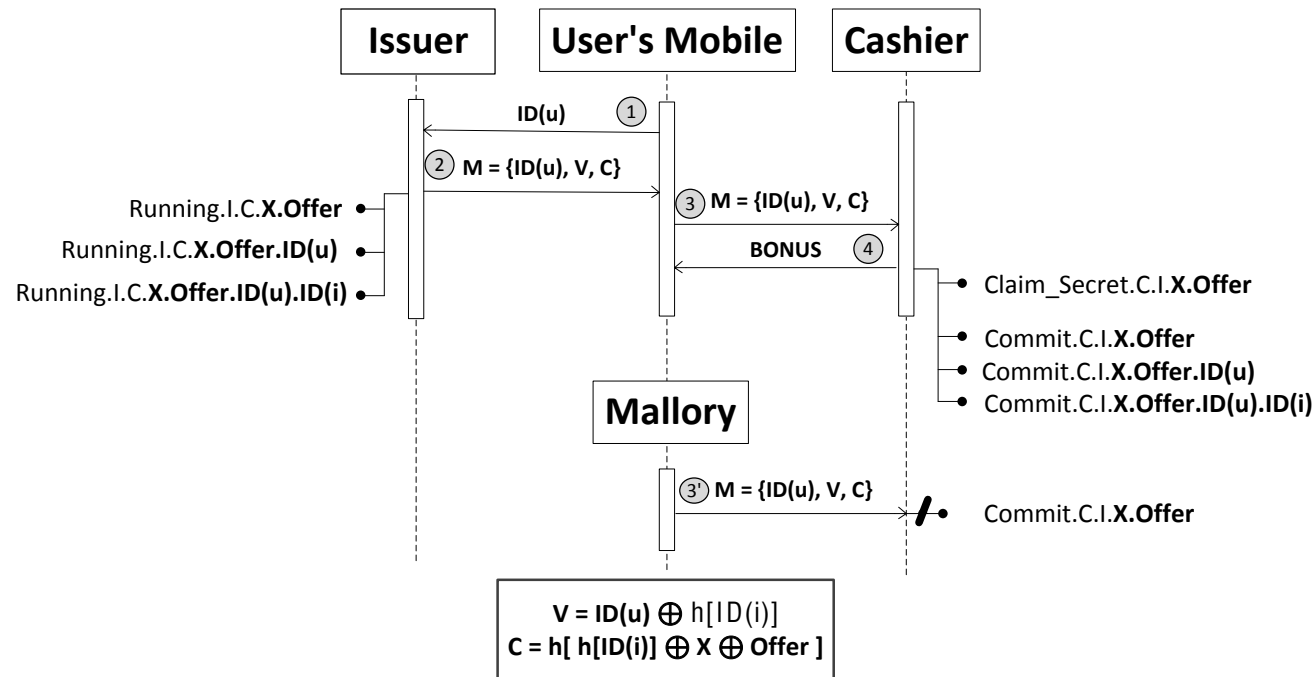 Issuer
User's Mobile
Cashier
ID(u) 1
2 M = {ID(u), V, C}
Running.I.C.X.Offer
Running.I.C.X.Offer.ID(u)
Running.I.C.X.Offer.ID(u).ID(i)
3 M = {ID(u), V, C}
BONUS 4
Claim_Secret.C.I.X.Offer
Commit.C.I.X.Offer
Commit.C.I.X.Offer.ID(u)
Commit.C.I.X.Offer.ID(u).ID(i)
Mallory
3' M = {ID(u), V, C}
Commit.C.I.X.Offer
V = ID(u) ⊕ h[ID(i)]
C = h[ h[ID(i)] ⊕ X ⊕ Offer ]